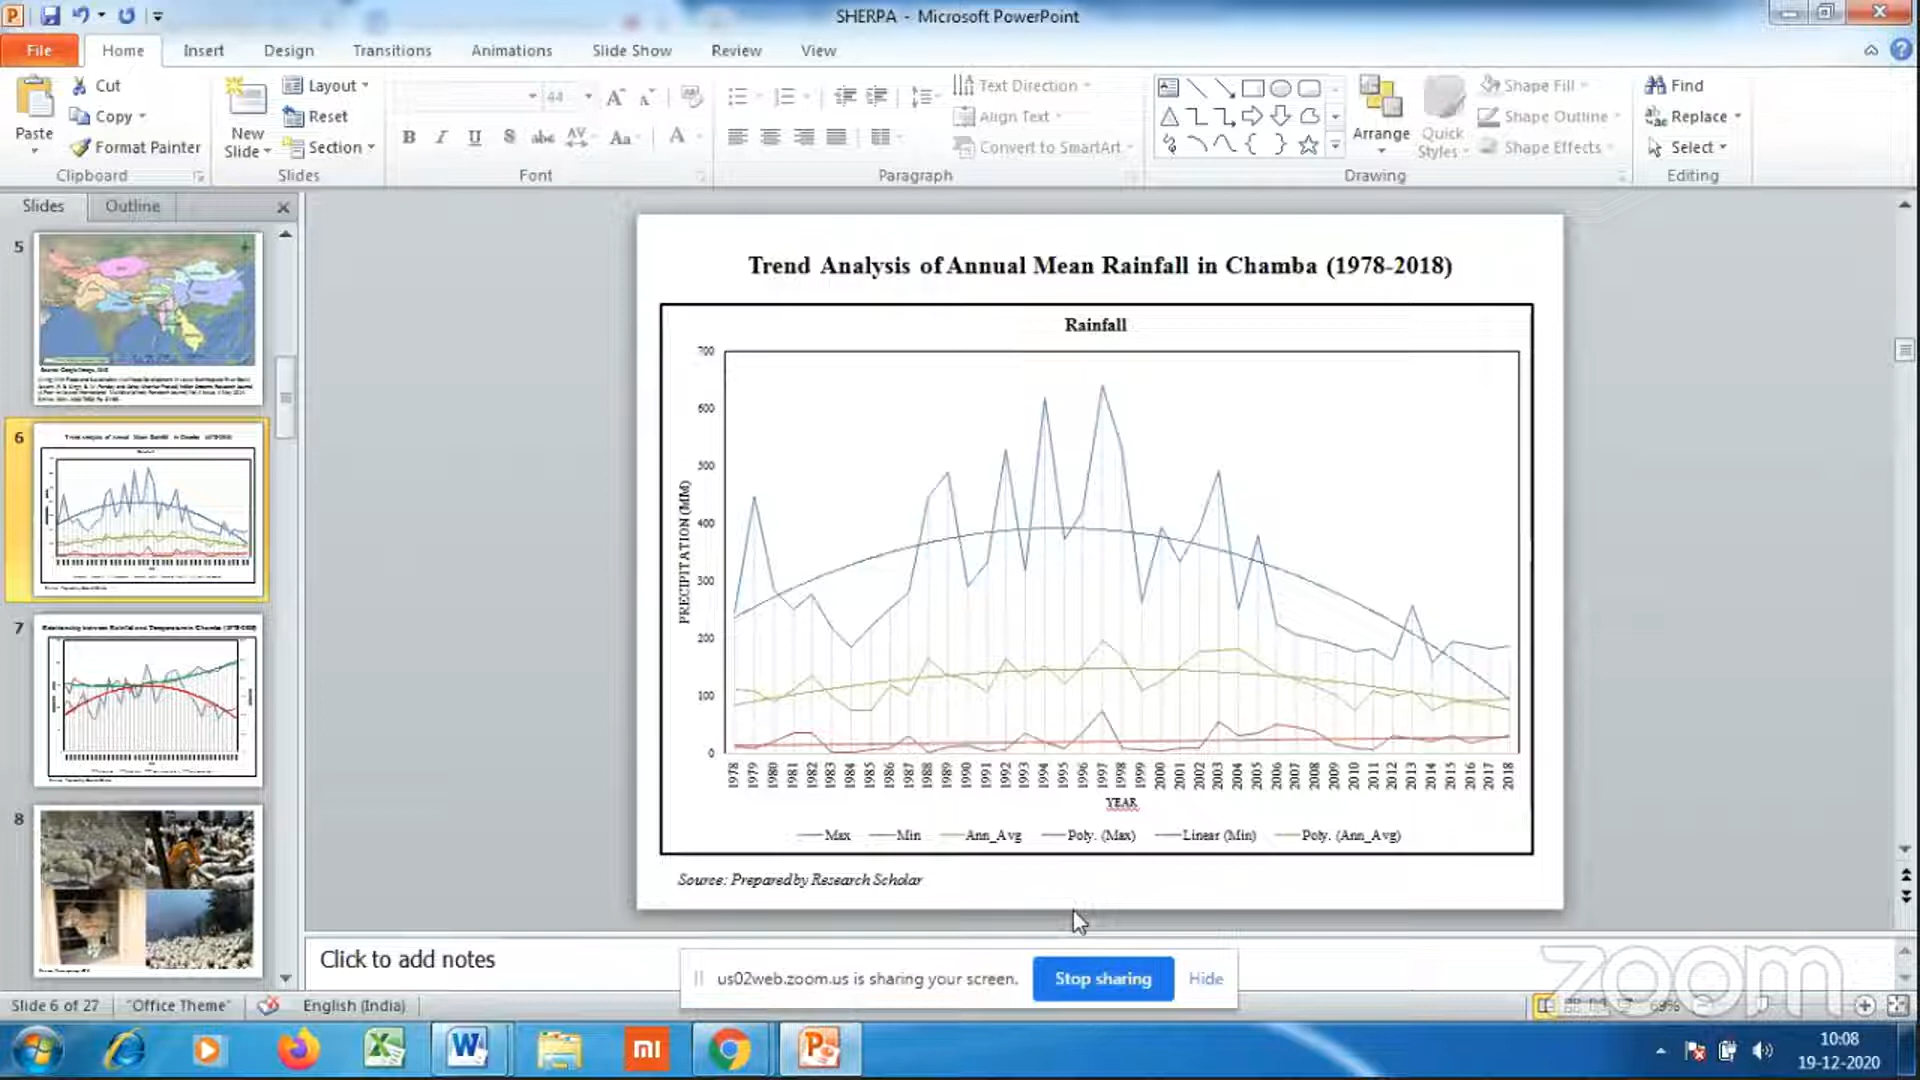 SHERPA - Microsoft PowerPoint
File Home Insert Design Transitions Animations Slide Show Review View
Paste
Cut
Copy
Format Painter
Clipboard
New Slide
Layout
Reset
Section
Slides
44
Font
Text Direction
Align Text
Convert to SmartArt
Paragraph
Arrange
Quick Styles
Shape Fill
Shape Outline
Shape Effects
Drawing
Find
Replace
Select
Editing
Slides Outline
5
6
7
8
Trend Analysis of Annual Mean Rainfall in Chamba (1978-2018)
Rainfall
PRECIPITATION (MM)
700
600
500
400
300
200
100
0
1978 1979 1980 1981 1982 1983 1984 1985 1986 1987 1988 1989 1990 1991 1992 1993 1994 1995 1996 1997 1998 1999 2000 2001 2002 2003 2004 2005 2006 2007 2008 2009 2010 2011 2012 2013 2014 2015 2016 2017 2018
YEAR
Max Min Ann_Avg Poly. (Max) Linear (Min) Poly. (Ann_Avg)
Source: Prepared by Research Scholar
Click to add notes
us02web.zoom.us is sharing your screen. Stop sharing Hide
zoom
Slide 6 of 27 "Office Theme" English (India) 69%
10:08
19-12-2020